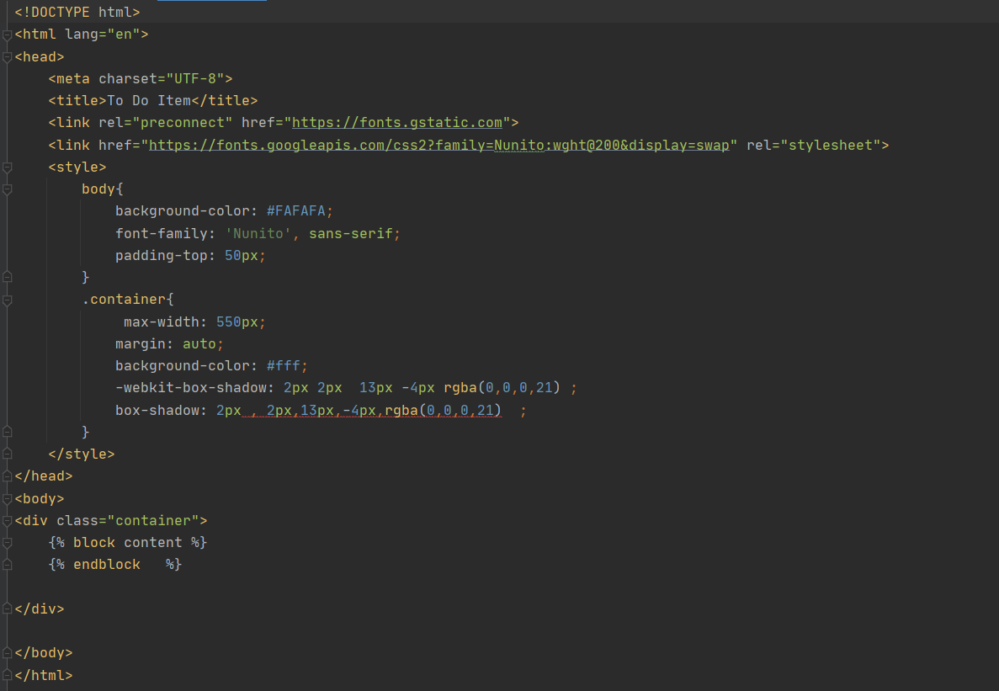 <!DOCTYPE html>
<html lang="en">
<head>
    <meta charset="UTF-8">
    <title>To Do Item</title>
    <link rel="preconnect" href="https://fonts.gstatic.com">
    <link href="https://fonts.googleapis.com/css2?family=Nunito:wght@200&display=swap" rel="stylesheet">
    <style>
        body{
            background-color: #FAFAFA;
            font-family: 'Nunito', sans-serif;
            padding-top: 50px;
        }
        .container{
             max-width: 550px;
            margin: auto;
            background-color: #fff;
            -webkit-box-shadow: 2px 2px  13px -4px rgba(0,0,0,21) ;
            box-shadow: 2px , 2px,13px,-4px,rgba(0,0,0,21)  ;
        }
    </style>
</head>
<body>
<div class="container">
    {% block content %}
    {% endblock   %}
</div>
</body>
</html>